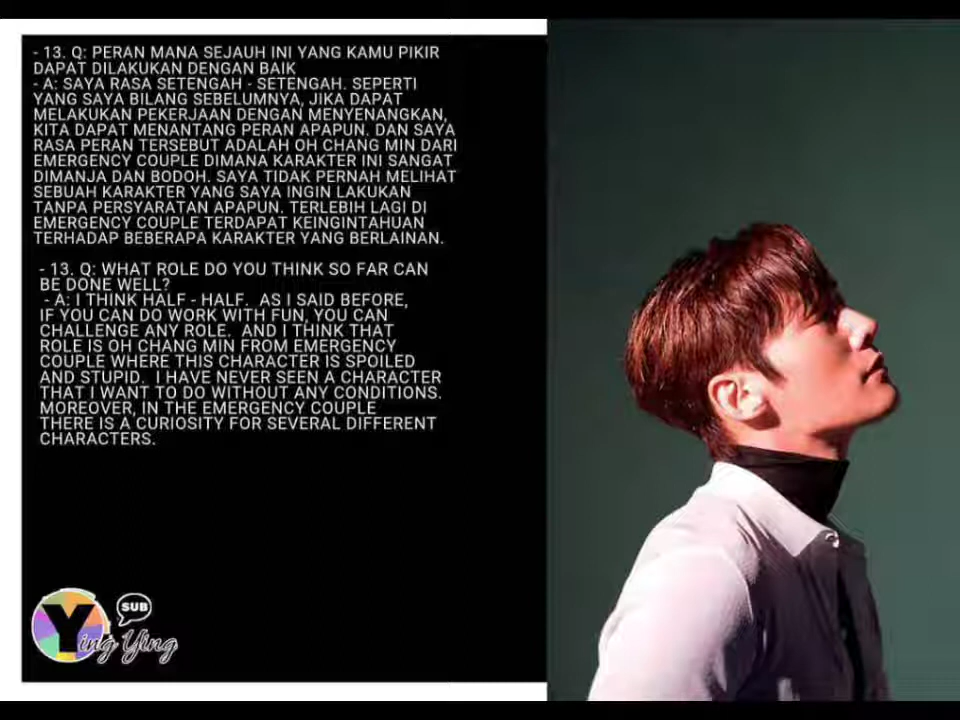 - 13. Q: PERAN MANA SEJAUH INI YANG KAMU PIKIR
DAPAT DILAKUKAN DENGAN BAIK
- A: SAYA RASA SETENGAH - SETENGAH. SEPERTI
YANG SAYA BILANG SEBELUMNYA, JIKA DAPAT
MELAKUKAN PEKERJAAN DENGAN MENYENANGKAN,
KITA DAPAT MENANTANG PERAN APAPUN. DAN SAYA
RASA PERAN TERSEBUT ADALAH OH CHANG MIN DARI
EMERGENCY COUPLE DIMANA KARAKTER INI SANGAT
DIMANJA DAN BODOH. SAYA TIDAK PERNAH MELIHAT
SEBUAH KARAKTER YANG SAYA INGIN LAKUKAN
TANPA PERSYARATAN APAPUN. TERLEBIH LAGI DI
EMERGENCY COUPLE TERDAPAT KEINGINTAHUAN
TERHADAP BEBERAPA KARAKTER YANG BERLAINAN.
- 13. Q: WHAT ROLE DO YOU THINK SO FAR CAN
BE DONE WELL?
- A: I THINK HALF - HALF. AS I SAID BEFORE,
IF YOU CAN DO WORK WITH FUN, YOU CAN
CHALLENGE ANY ROLE. AND I THINK THAT
ROLE IS OH CHANG MIN FROM EMERGENCY
COUPLE WHERE THIS CHARACTER IS SPOILED
AND STUPID. I HAVE NEVER SEEN A CHARACTER
THAT I WANT TO DO WITHOUT ANY CONDITIONS.
MOREOVER, IN THE EMERGENCY COUPLE
THERE IS A CURIOSITY FOR SEVERAL DIFFERENT
CHARACTERS.
SUB
Ying Ying